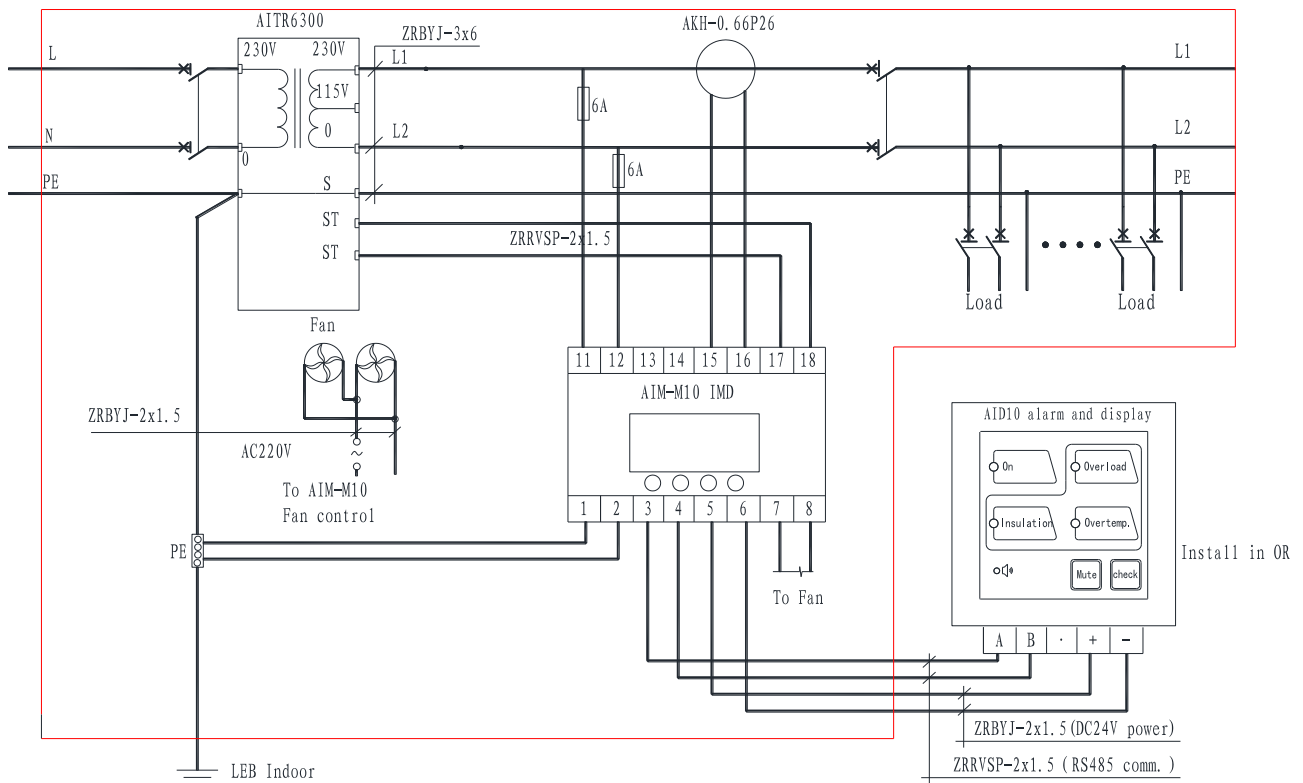 AITR6300
AKH-0.66P26
ZRBYJ-3x6
L
230V
230V
L1
L1
115V
6A
N
0
L2
L2
0
6A
PE
S
PE
ST
ZRRVSP-2x1.5
ST
Load
Load
Fan
11 12 13 14 15 16 17 18
AIM-M10 IMD
ZRBYJ-2x1.5
AID10 alarm and display
AC220V
On
Overload
To AIM-M10
Fan control
1 2 3 4 5 6 7 8
Insulation
Overtemp.
PE
Install in OR
Mute
check
To Fan
A B · + -
ZRBYJ-2x1.5(DC24V power)
ZRRVSP-2x1.5 (RS485 comm.)
LEB Indoor